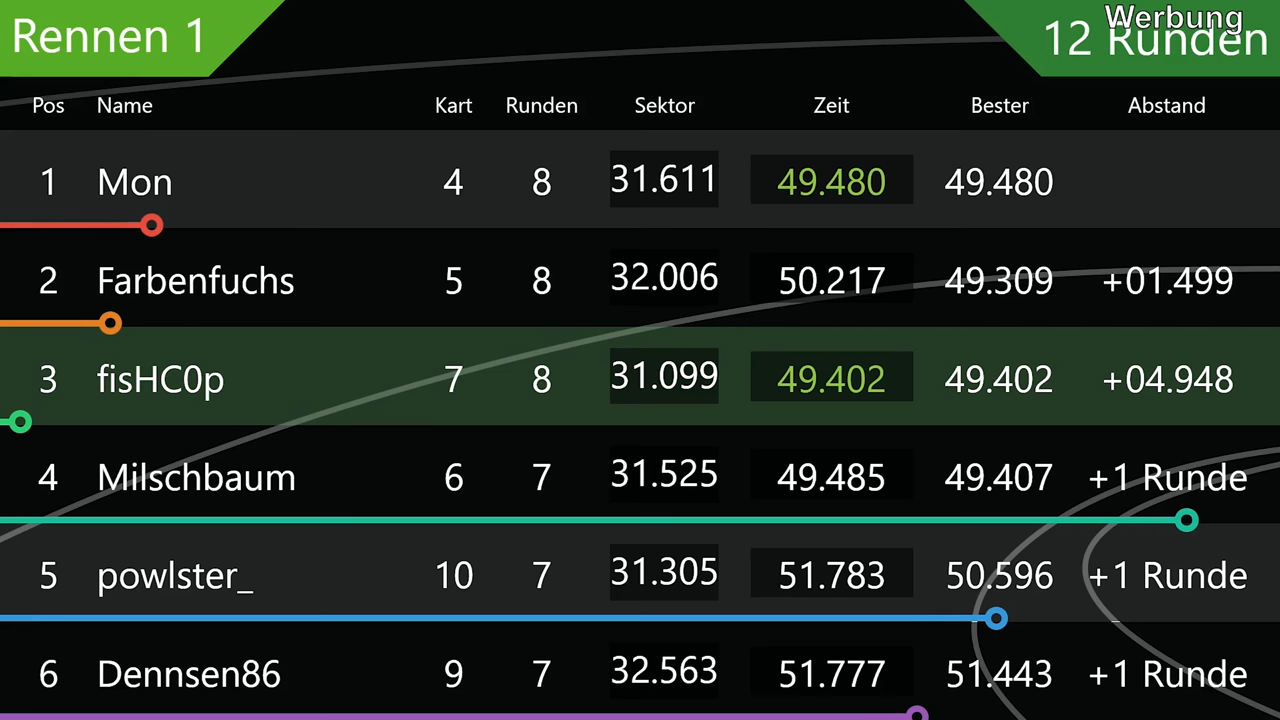 Rennen 1
Werbung
12 Runden
Pos Name Kart Runden Sektor Zeit Bester Abstand
1 Mon 4 8 31.611 49.480 49.480
2 Farbenfuchs 5 8 32.006 50.217 49.309 +01.499
3 fisHC0p 7 8 31.099 49.402 49.402 +04.948
4 Milschbaum 6 7 31.525 49.485 49.407 +1 Runde
5 powlster_ 10 7 31.305 51.783 50.596 +1 Runde
6 Dennsen86 9 7 32.563 51.777 51.443 +1 Runde